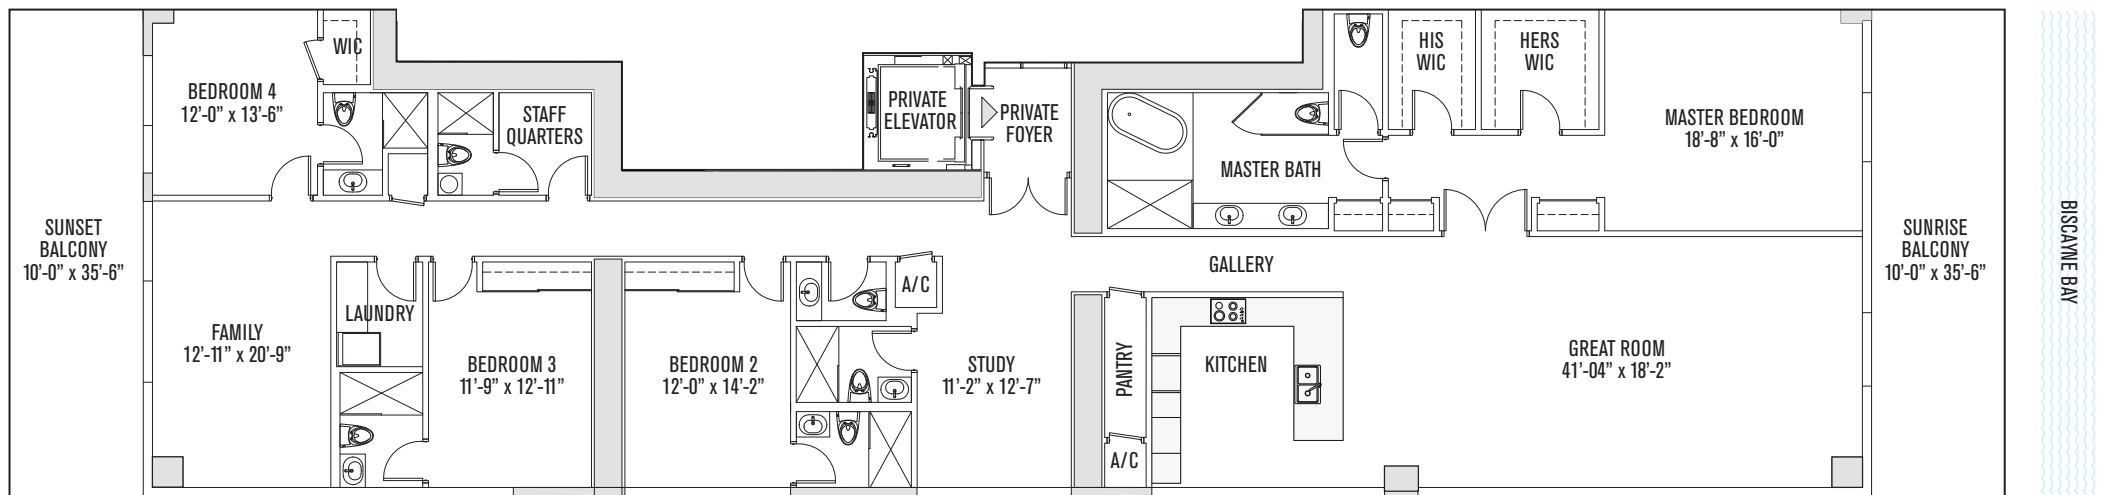 SUNSET
BALCONY
10'-0" x 35'-6"
BEDROOM 4
12'-0" x 13'-6"
WIC
STAFF
QUARTERS
PRIVATE
ELEVATOR
PRIVATE
FOYER
MASTER BATH
HIS
WIC
HERS
WIC
MASTER BEDROOM
18'-8" x 16'-0"
FAMILY
12'-11" x 20'-9"
LAUNDRY
BEDROOM 3
11'-9" x 12'-11"
BEDROOM 2
12'-0" x 14'-2"
A/C
STUDY
11'-2" x 12'-7"
GALLERY
PANTRY
A/C
KITCHEN
GREAT ROOM
41'-04" x 18'-2"
SUNRISE
BALCONY
10'-0" x 35'-6"
BISCAYNE BAY